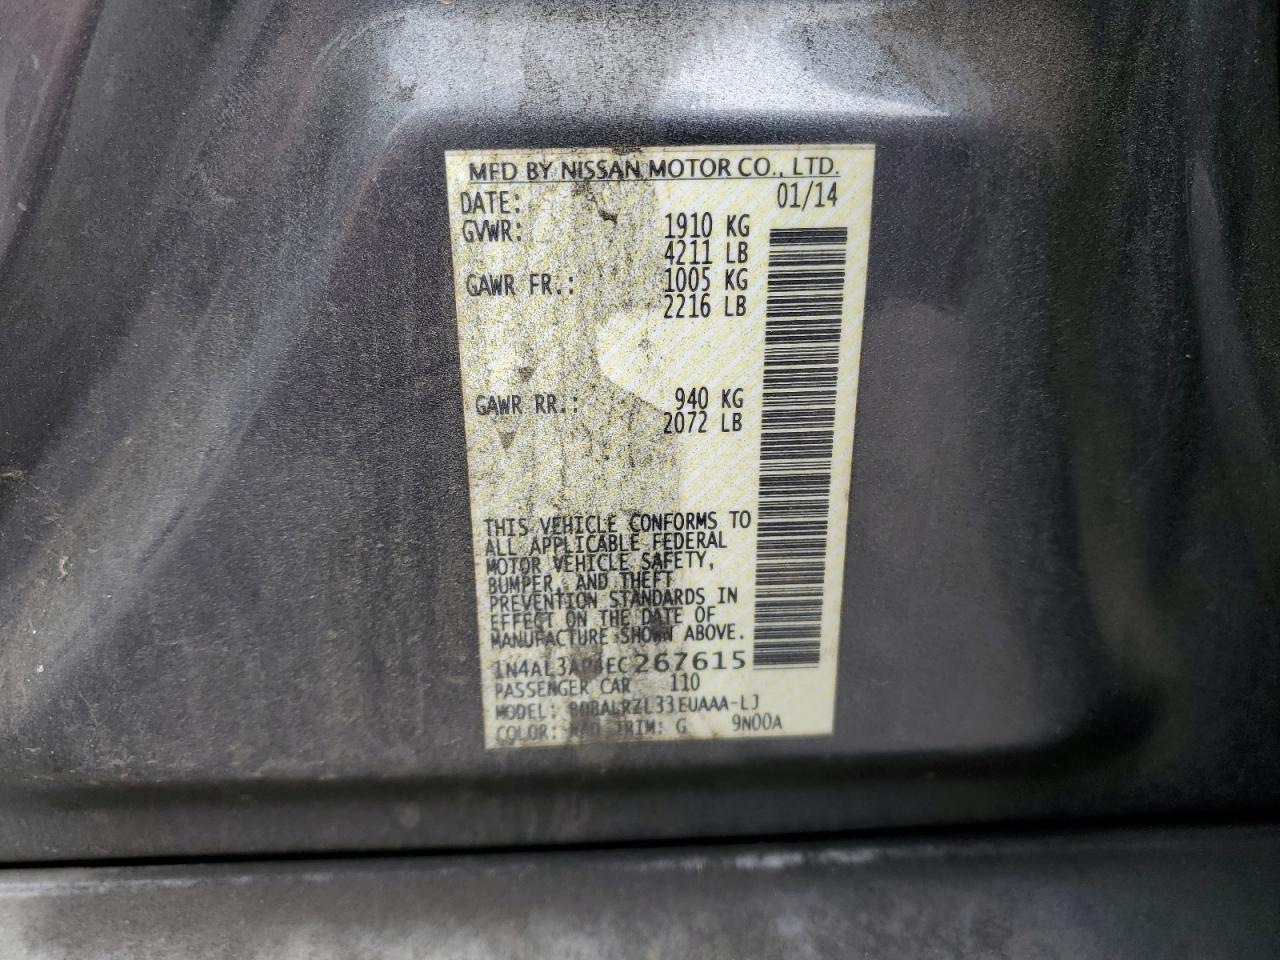 MFD BY NISSAN MOTOR CO., LTD.
DATE: 01/14
GVWR: 1910 KG
4211 LB
GAWR FR.: 1005 KG
2216 LB
GAWR RR.: 940 KG
2072 LB
THIS VEHICLE CONFORMS TO
ALL APPLICABLE FEDERAL
MOTOR VEHICLE SAFETY,
BUMPER, AND THEFT
PREVENTION STANDARDS IN
EFFECT ON THE DATE OF
MANUFACTURE SHOWN ABOVE.
PASSENGER CAR 110
MODEL:
COLOR: TRIM: G 9N00A